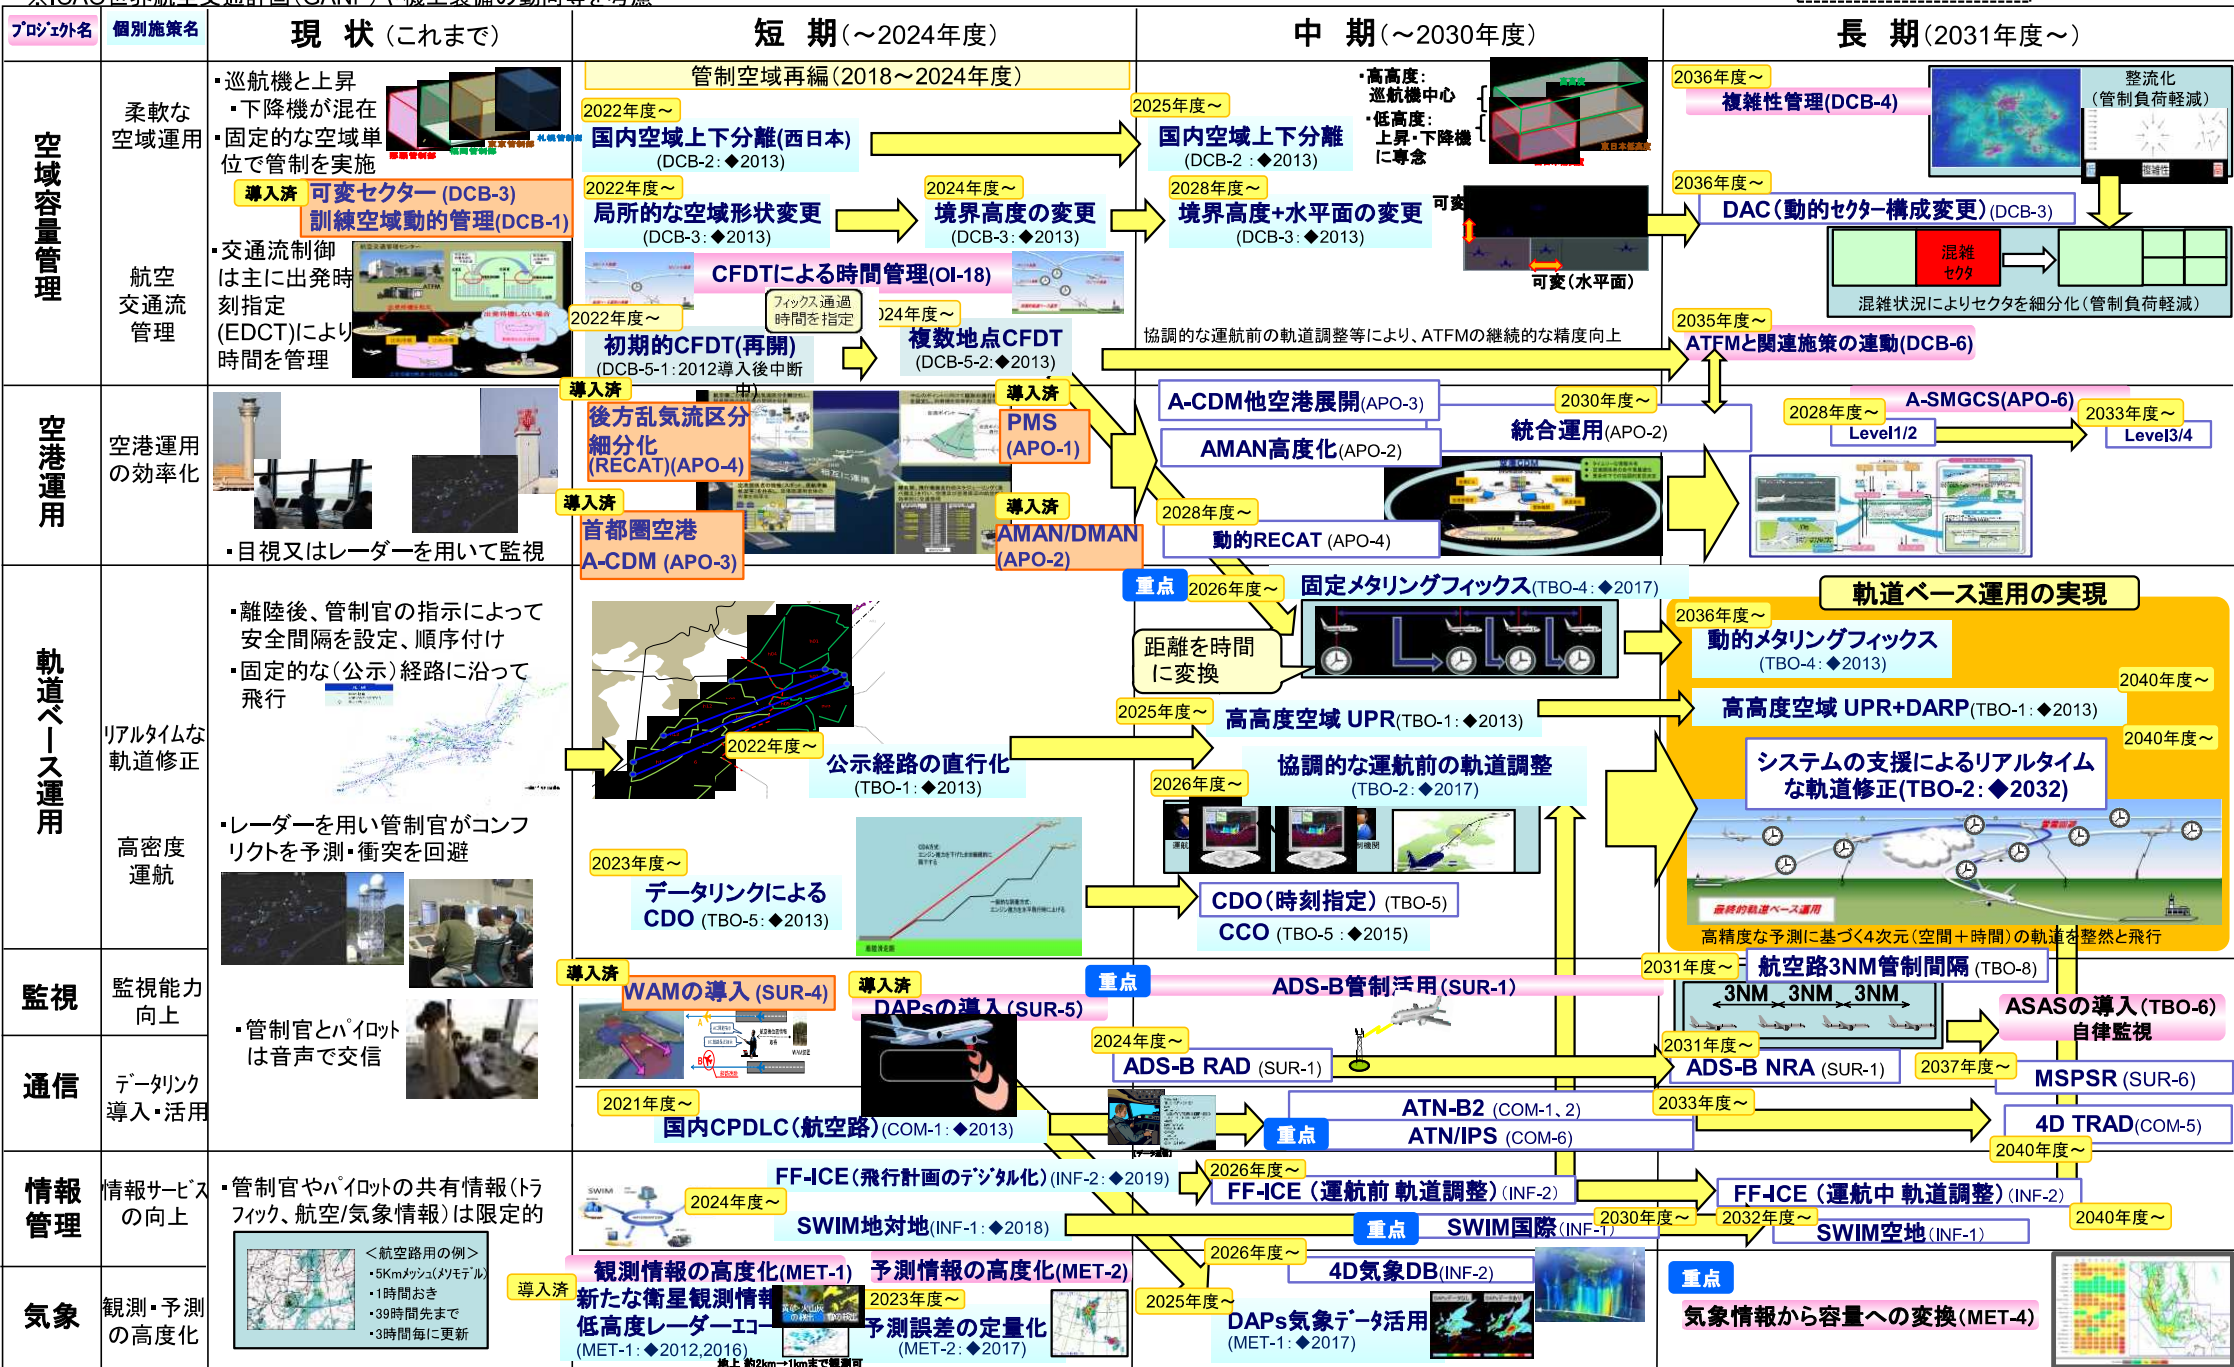 プロジェクト名
個別施策名
現 状 (これまで)
短 期(～2024年度)
中 期(～2030年度)
長 期(2031年度～)
空域容量管理
柔軟な
空域運用
・巡航機と上昇
・下降機が混在
・固定的な空域単
位で管制を実施
導入済
可変セクター (DCB-3)
訓練空域動的管理(DCB-1)
管制空域再編(2018～2024年度)
2022年度～
国内空域上下分離(西日本)
(DCB-2：◆2013)
2025年度～
国内空域上下分離
(DCB-2：◆2013)
・高高度：
巡航機中心
・低高度：
上昇・下降機
に専念
2036年度～
複雑性管理(DCB-4)
整流化
(管制負荷軽減)
複雑性
2022年度～
局所的な空域形状変更
(DCB-3：◆2013)
2024年度～
境界高度の変更
(DCB-3：◆2013)
2028年度～
境界高度+水平面の変更
(DCB-3：◆2013)
可変
可変(水平面)
2036年度～
DAC(動的セクター構成変更)(DCB-3)
混雑
セクタ
混雑状況によりセクタを細分化(管制負荷軽減)
航空
交通流
管理
・交通流制御
は主に出発時
刻指定
(EDCT)により
時間を管理
CFDTによる時間管理(OI-18)
フィックス通過
時間を指定
2022年度～
初期的CFDT(再開)
(DCB-5-1：2012導入後中断
中)
024年度～
複数地点CFDT
(DCB-5-2：◆2013)
協調的な運航前の軌道調整等により、ATFMの継続的な精度向上
2035年度～
ATFMと関連施策の連動(DCB-6)
空港運用
空港運用
の効率化
・目視又はレーダーを用いて監視
導入済
後方乱気流区分
細分化
(RECAT)(APO-4)
導入済
PMS
(APO-1)
導入済
首都圏空港
A-CDM (APO-3)
導入済
AMAN/DMAN
(APO-2)
相互に連携
A-CDM他空港展開(APO-3)
AMAN高度化(APO-2)
2030年度～
統合運用(APO-2)
2028年度～
動的RECAT (APO-4)
A-SMGCS(APO-6)
2028年度～
Level1/2
2033年度～
Level3/4
軌道ベース運用
リアルタイムな
軌道修正
高密度
運航
・離陸後、管制官の指示によって
安全間隔を設定、順序付け
・固定的な(公示)経路に沿って
飛行
・レーダーを用い管制官がコンフ
リクトを予測・衝突を回避
2022年度～
公示経路の直行化
(TBO-1：◆2013)
2023年度～
データリンクによる
CDO (TBO-5：◆2013)
重点
2026年度～
固定メタリングフィックス(TBO-4：◆2017)
距離を時間
に変換
2025年度～
高高度空域 UPR(TBO-1：◆2013)
2026年度～
協調的な運航前の軌道調整
(TBO-2：◆2017)
CDO(時刻指定) (TBO-5)
CCO (TBO-5：◆2015)
軌道ベース運用の実現
2036年度～
動的メタリングフィックス
(TBO-4：◆2013)
2040年度～
高高度空域 UPR+DARP(TBO-1：◆2013)
2040年度～
システムの支援によるリアルタイム
な軌道修正(TBO-2：◆2032)
最終的軌道ベース運用
高精度な予測に基づく4次元(空間+時間)の軌道を整然と飛行
監視
監視能力
向上
・管制官とパイロット
は音声で交信
導入済
WAMの導入 (SUR-4)
導入済
DAPsの導入 (SUR-5)
重点
ADS-B管制活用(SUR-1)
2024年度～
ADS-B RAD (SUR-1)
2031年度～
航空路3NM管制間隔 (TBO-8)
3NM 3NM 3NM
ASASの導入(TBO-6)
自律監視
2031年度～
ADS-B NRA (SUR-1)
2037年度～
MSPSR (SUR-6)
通信
データリンク
導入・活用
2021年度～
国内CPDLC(航空路)(COM-1：◆2013)
ATN-B2 (COM-1、2)
重点
ATN/IPS (COM-6)
2033年度～
4D TRAD(COM-5)
2040年度～
情報
管理
情報サービス
の向上
・管制官やパイロットの共有情報(トラ
フィック、航空/気象情報)は限定的
SWIM
FF-ICE(飛行計画のデジタル化)(INF-2：◆2019)
2024年度～
SWIM地対地(INF-1：◆2018)
2026年度～
FF-ICE (運航前 軌道調整)(INF-2)
FF-ICE (運航中 軌道調整)(INF-2)
重点
SWIM国際(INF-1)
2030年度～
2032年度～
SWIM空地(INF-1)
2040年度～
気象
観測・予測
の高度化
<航空路用の例>
・5Kmメッシュ(メソモデル)
・1時間おき
・39時間先まで
・3時間毎に更新
導入済
観測情報の高度化(MET-1)
新たな衛星観測情報
低高度レーダーエコー
(MET-1：◆2012,2016)
地上 約2km→1kmまで観測可
予測情報の高度化(MET-2)
2023年度～
予測誤差の定量化
(MET-2：◆2017)
2026年度～
4D気象DB(INF-2)
2025年度～
DAPs気象データ活用
(MET-1：◆2017)
重点
気象情報から容量への変換(MET-4)